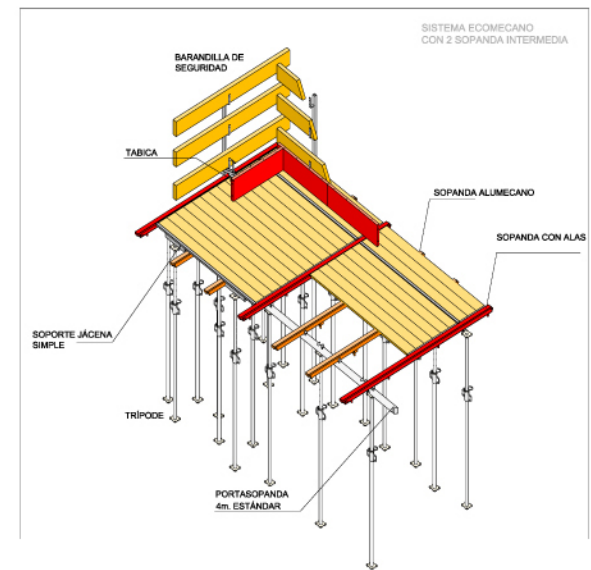 SISTEMA ECOMECANO
CON 2 SOPANDA INTERMEDIA
BARANDILLA DE
SEGURIDAD
TABICA
SOPANDA ALUMECANO
SOPANDA CON ALAS
SOPORTE JÁCENA
SIMPLE
TRÍPODE
PORTASOPANDA
4m. ESTÁNDAR